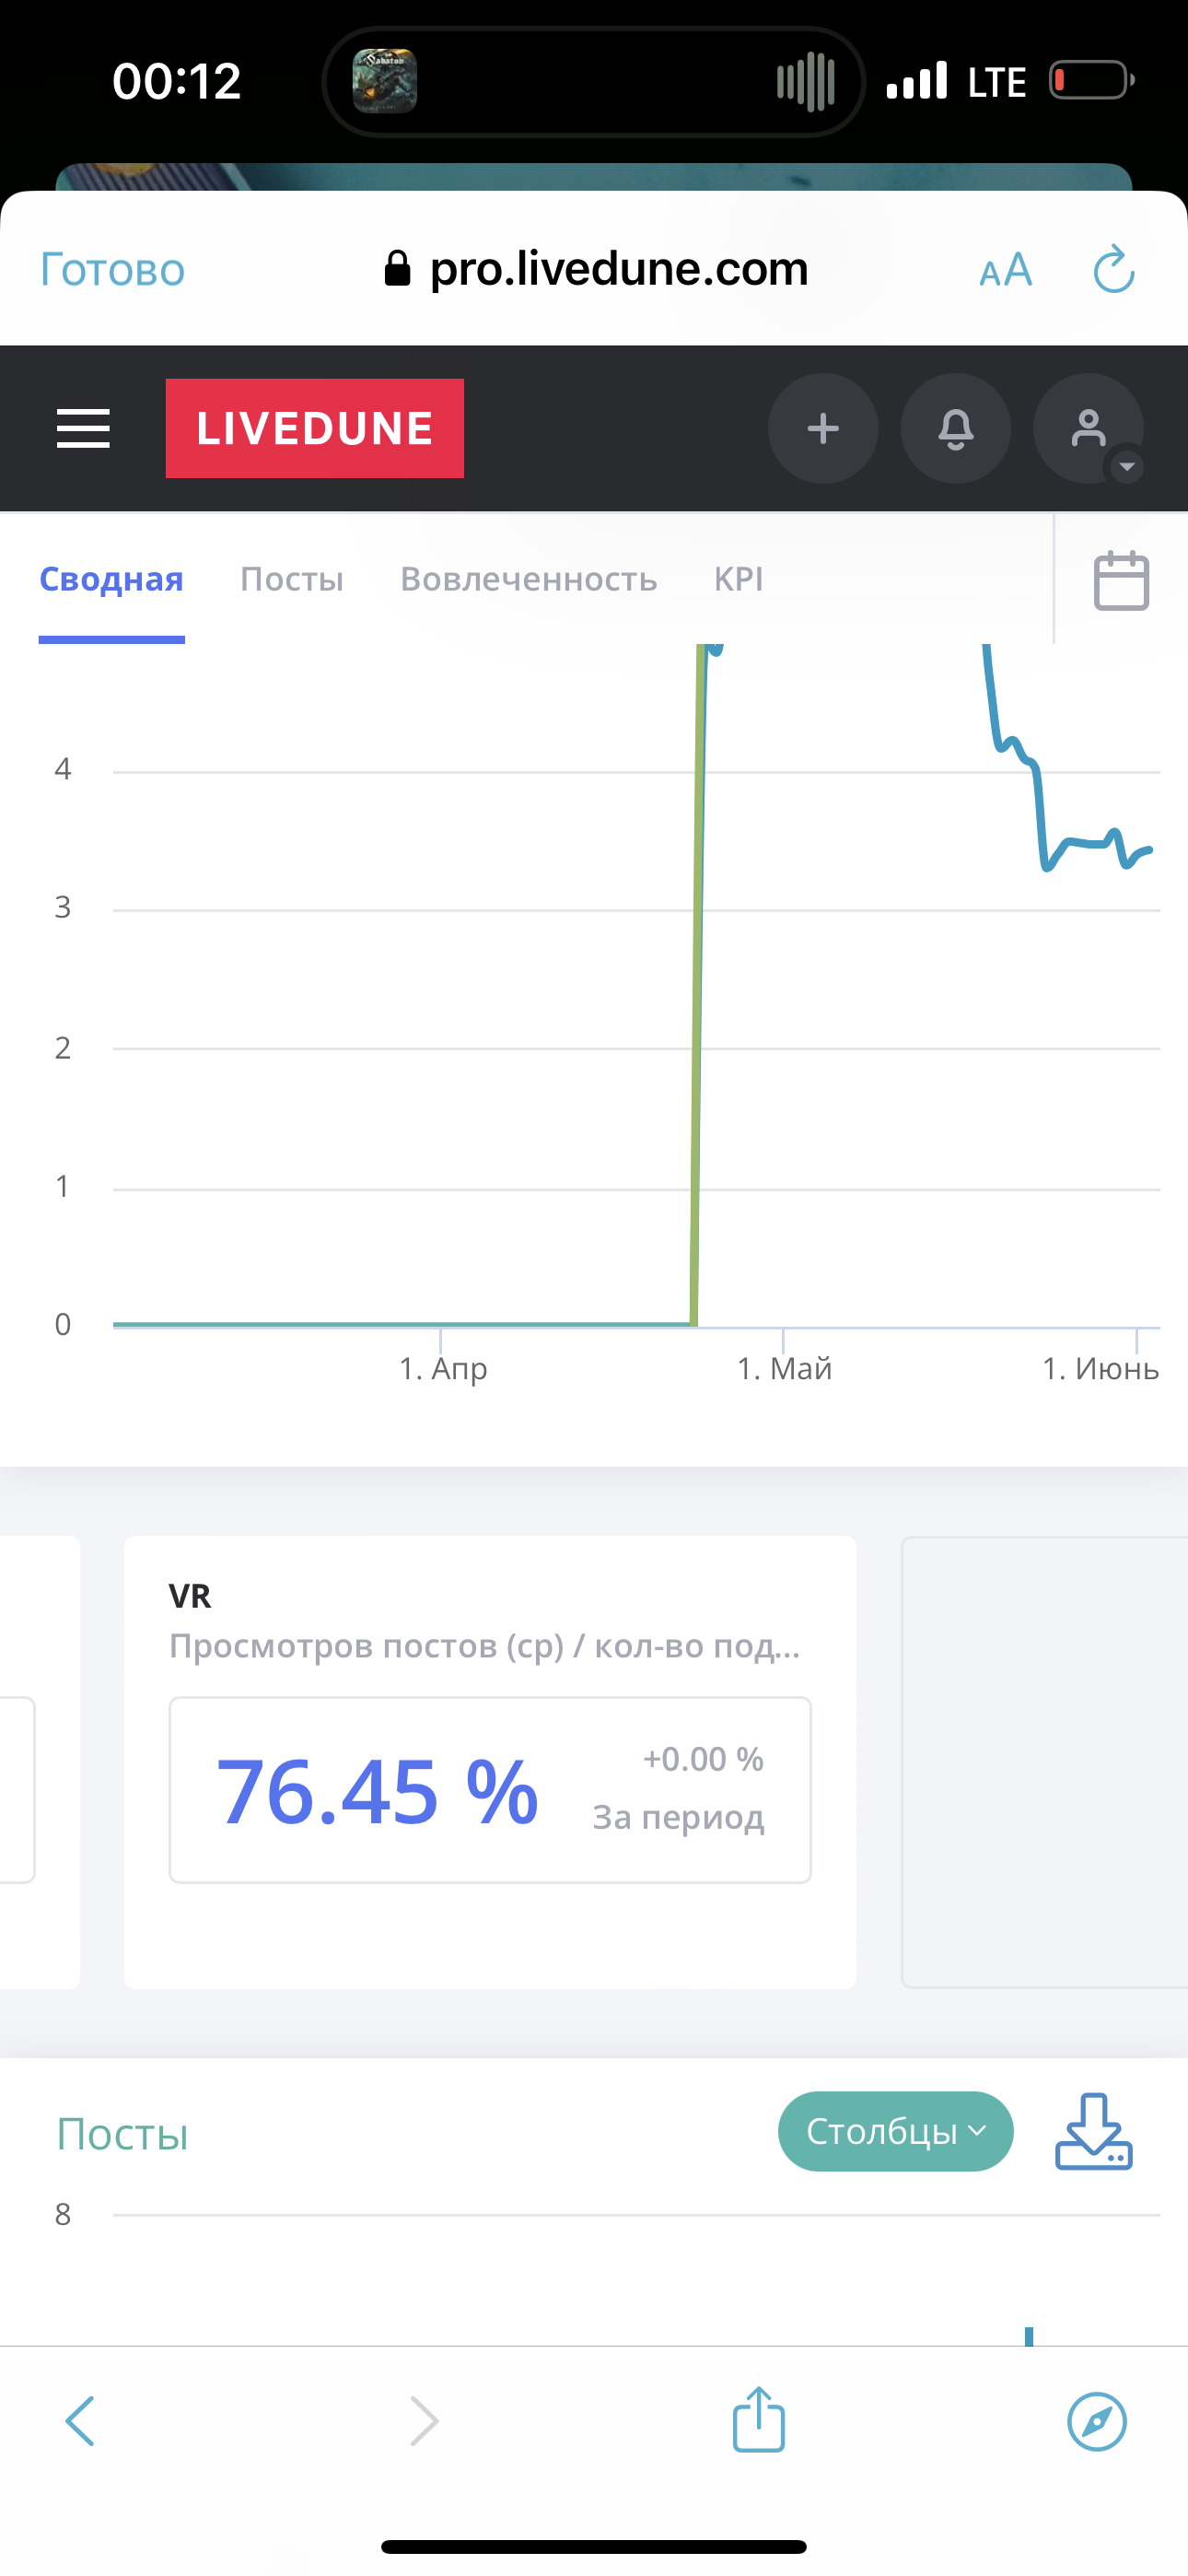 00:12
Sabaton
LTE
Готово
pro.livedune.com
AA
LIVEDUNE
Сводная Посты Вовлеченность KPI
4
3
2
1
0
1. Апр 1. Май 1. Июнь
VR
Просмотров постов (ср) / кол-во под...
76.45 %
+0.00 %
За период
Посты
Столбцы
8